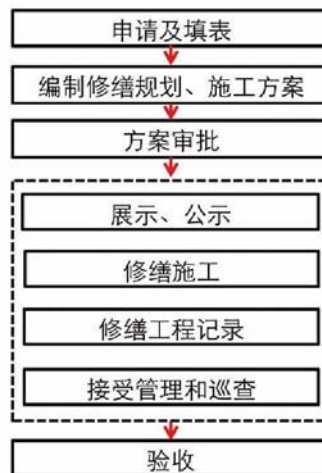 申请及填表
编制修缮规划、施工方案
方案审批
展示、公示
修缮施工
修缮工程记录
接受管理和巡查
验收